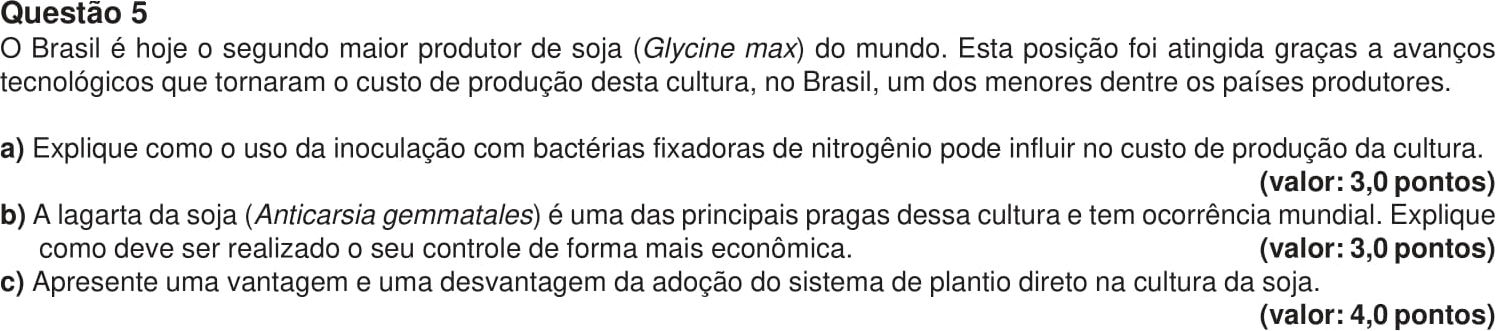 Questão 5
O Brasil é hoje o segundo maior produtor de soja (Glycine max) do mundo. Esta posição foi atingida graças a avanços
tecnológicos que tornaram o custo de produção desta cultura, no Brasil, um dos menores dentre os países produtores.
a) Explique como o uso da inoculação com bactérias fixadoras de nitrogênio pode influir no custo de produção da cultura.
(valor: 3,0 pontos)
b) A lagarta da soja (Anticarsia gemmatales) é uma das principais pragas dessa cultura e tem ocorrência mundial. Explique
como deve ser realizado o seu controle de forma mais econômica. (valor: 3,0 pontos)
c) Apresente uma vantagem e uma desvantagem da adoção do sistema de plantio direto na cultura da soja.
(valor: 4,0 pontos)